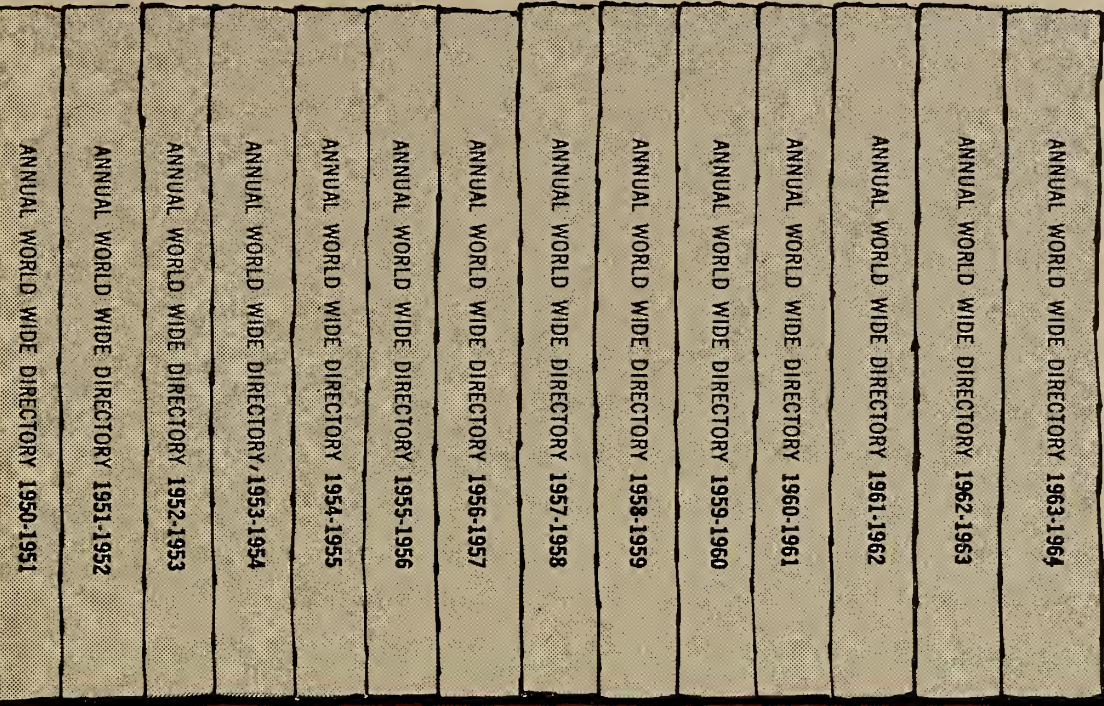 ANNUAL WORLD WIDE DIRECTORY 1950-1951
ANNUAL WORLD WIDE DIRECTORY 1951-1952
ANNUAL WORLD WIDE DIRECTORY 1952-1953
ANNUAL WORLD WIDE DIRECTORY, 1953-1954
ANNUAL WORLD WIDE DIRECTORY 1954-1955
ANNUAL WORLD WIDE DIRECTORY 1955-1956
ANNUAL WORLD WIDE DIRECTORY 1956-1957
ANNUAL WORLD WIDE DIRECTORY 1957-1958
ANNUAL WORLD WIDE DIRECTORY 1958-1959
ANNUAL WORLD WIDE DIRECTORY 1959-1960
ANNUAL WORLD WIDE DIRECTORY 1960-1961
ANNUAL WORLD WIDE DIRECTORY 1961-1962
ANNUAL WORLD WIDE DIRECTORY 1962-1963
ANNUAL WORLD WIDE DIRECTORY 1963-1964